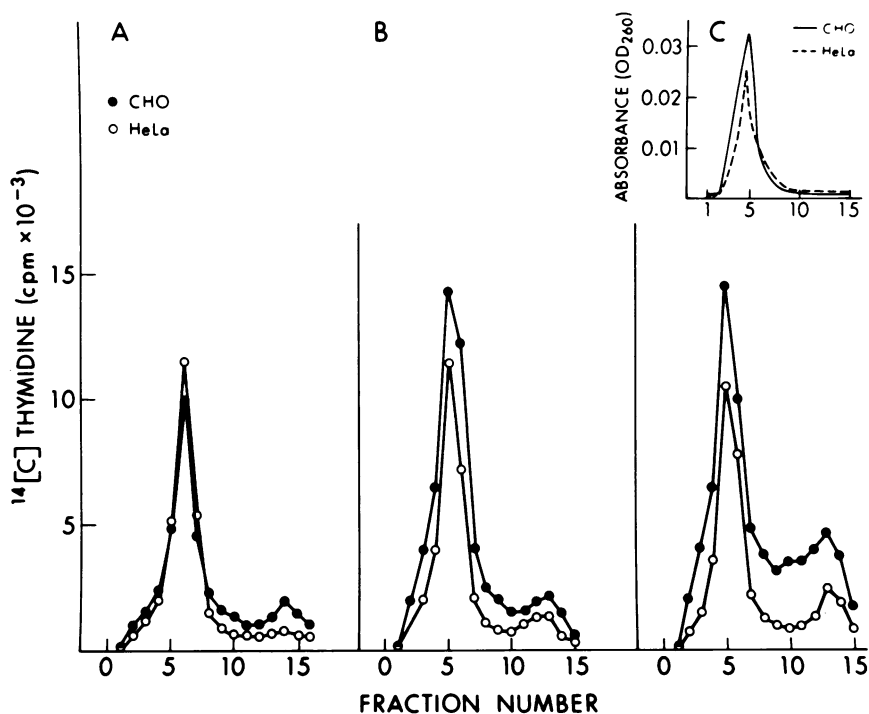 A
B
C
CHO
HeLa
CHO
HeLa
ABSORBANCE (OD260)
0.03
0.02
0.01
1 5 10 15
14[C] THYMIDINE (cpm x 10-3)
15
10
5
0 5 10 15
0 5 10 15
0 5 10 15
FRACTION NUMBER